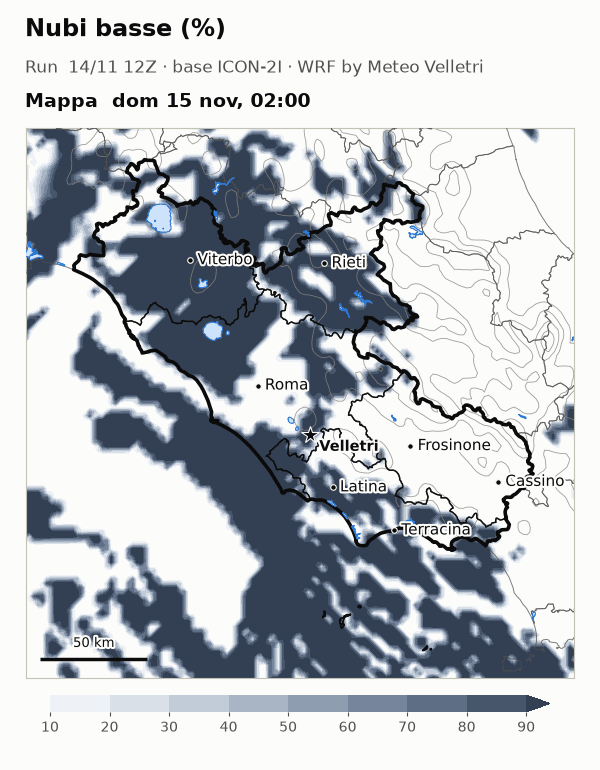 Nubi basse (%)
Run 14/11 12Z · base ICON-2I · WRF by Meteo Velletri
Mappa dom 15 nov, 02:00
Viterbo
Rieti
Roma
Velletri
Frosinone
Cassino
Latina
Terracina
50 km
10 20 30 40 50 60 70 80 90